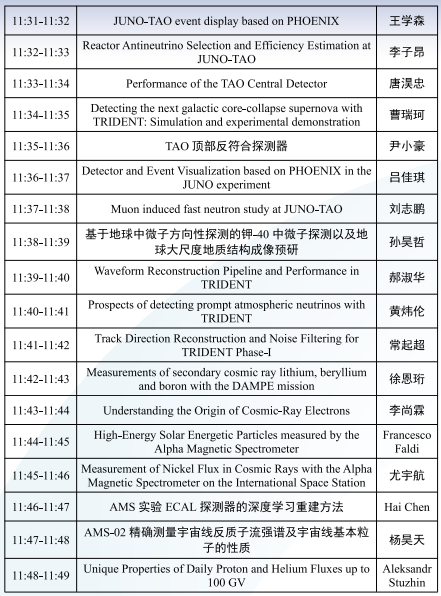 11:31-11:32 JUNO-TAO event display based on PHOENIX 王学森
11:32-11:33 Reactor Antineutrino Selection and Efficiency Estimation at JUNO-TAO 李子昂
11:33-11:34 Performance of the TAO Central Detector 唐淏忠
11:34-11:35 Detecting the next galactic core-collapse supernova with TRIDENT: Simulation and experimental demonstration 曹瑞珂
11:35-11:36 TAO 顶部反符合探测器 尹小豪
11:36-11:37 Detector and Event Visualization based on PHOENIX in the JUNO experiment 吕佳琪
11:37-11:38 Muon induced fast neutron study at JUNO-TAO 刘志鹏
11:38-11:39 基于地球中微子方向性探测的钾-40 中微子探测以及地球大尺度地质结构成像预研 孙昊哲
11:39-11:40 Waveform Reconstruction Pipeline and Performance in TRIDENT 郝淑华
11:40-11:41 Prospects of detecting prompt atmospheric neutrinos with TRIDENT 黄炜伦
11:41-11:42 Track Direction Reconstruction and Noise Filtering for TRIDENT Phase-I 常起超
11:42-11:43 Measurements of secondary cosmic ray lithium, beryllium and boron with the DAMPE mission 徐恩珩
11:43-11:44 Understanding the Origin of Cosmic-Ray Electrons 李尚霖
11:44-11:45 High-Energy Solar Energetic Particles measured by the Alpha Magnetic Spectrometer Francesco Faldi
11:45-11:46 Measurement of Nickel Flux in Cosmic Rays with the Alpha Magnetic Spectrometer on the International Space Station 尤宇航
11:46-11:47 AMS 实验 ECAL 探测器的深度学习重建方法 Hai Chen
11:47-11:48 AMS-02 精确测量宇宙线反质子流强谱及宇宙线基本粒子的性质 杨昊天
11:48-11:49 Unique Properties of Daily Proton and Helium Fluxes up to 100 GV Aleksandr Stuzhin